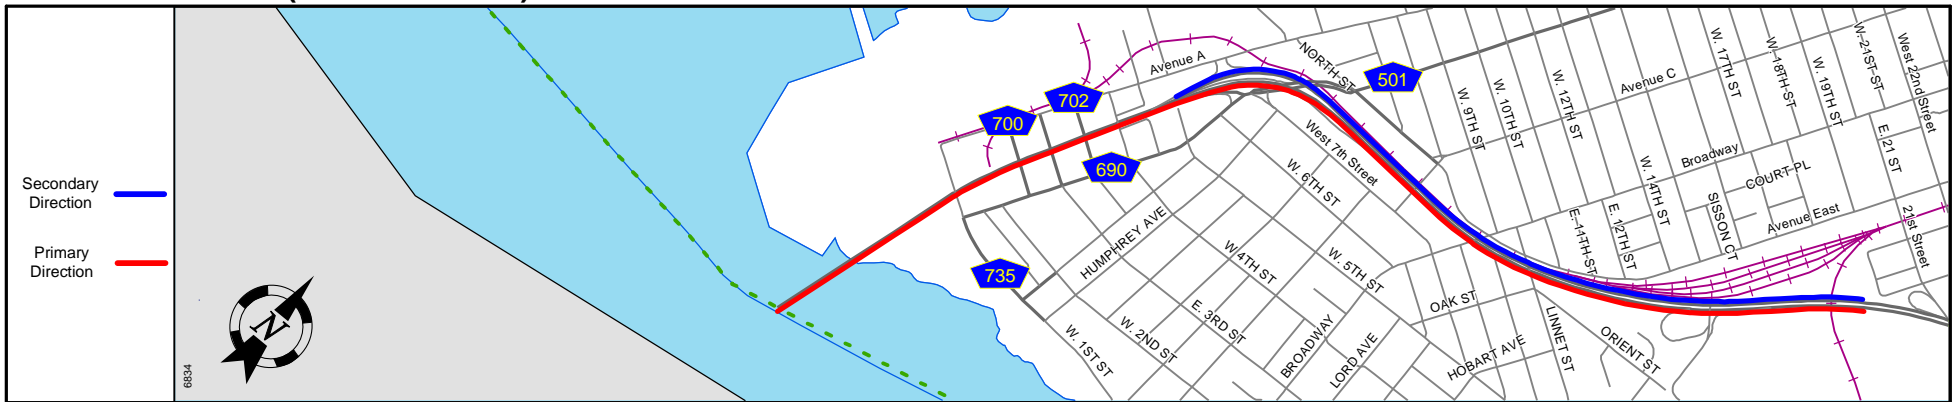 Secondary
Direction
Primary
Direction
6834
N
700
702
690
735
501
Avenue A
NORTH ST
West 7th Street
W. 6TH ST
W. 5TH ST
W. 4TH ST
E. 3RD ST
W. 2ND ST
W. 1ST ST
HUMPHREY AVE
BROADWAY
LORD AVE
HOBART AVE
OAK ST
LINNET ST
ORIENT ST
W. 9TH ST
W. 10TH ST
W. 12TH ST
W. 14TH ST
E. 14TH ST
E. 12TH ST
Avenue C
Broadway
COURT PL
SISSON CT
Avenue East
W. 17TH ST
W. 18TH ST
W. 19TH ST
W. 21ST ST
West 22nd Street
E. 21 ST
21st Street